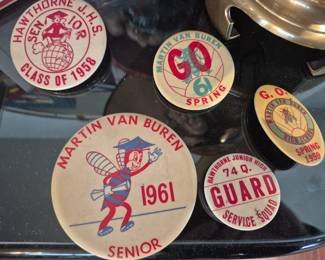 HAWTHORNE J.H.S.
SENIOR
CLASS OF 1958
MARTIN VAN BUREN
GO
SPRING
MARTIN VAN BUREN
1961
SENIOR
HAWTHORNE JUNIOR HIGH
74 Q.
GUARD
SERVICE SQUAD
G.O.
SPRING
1959